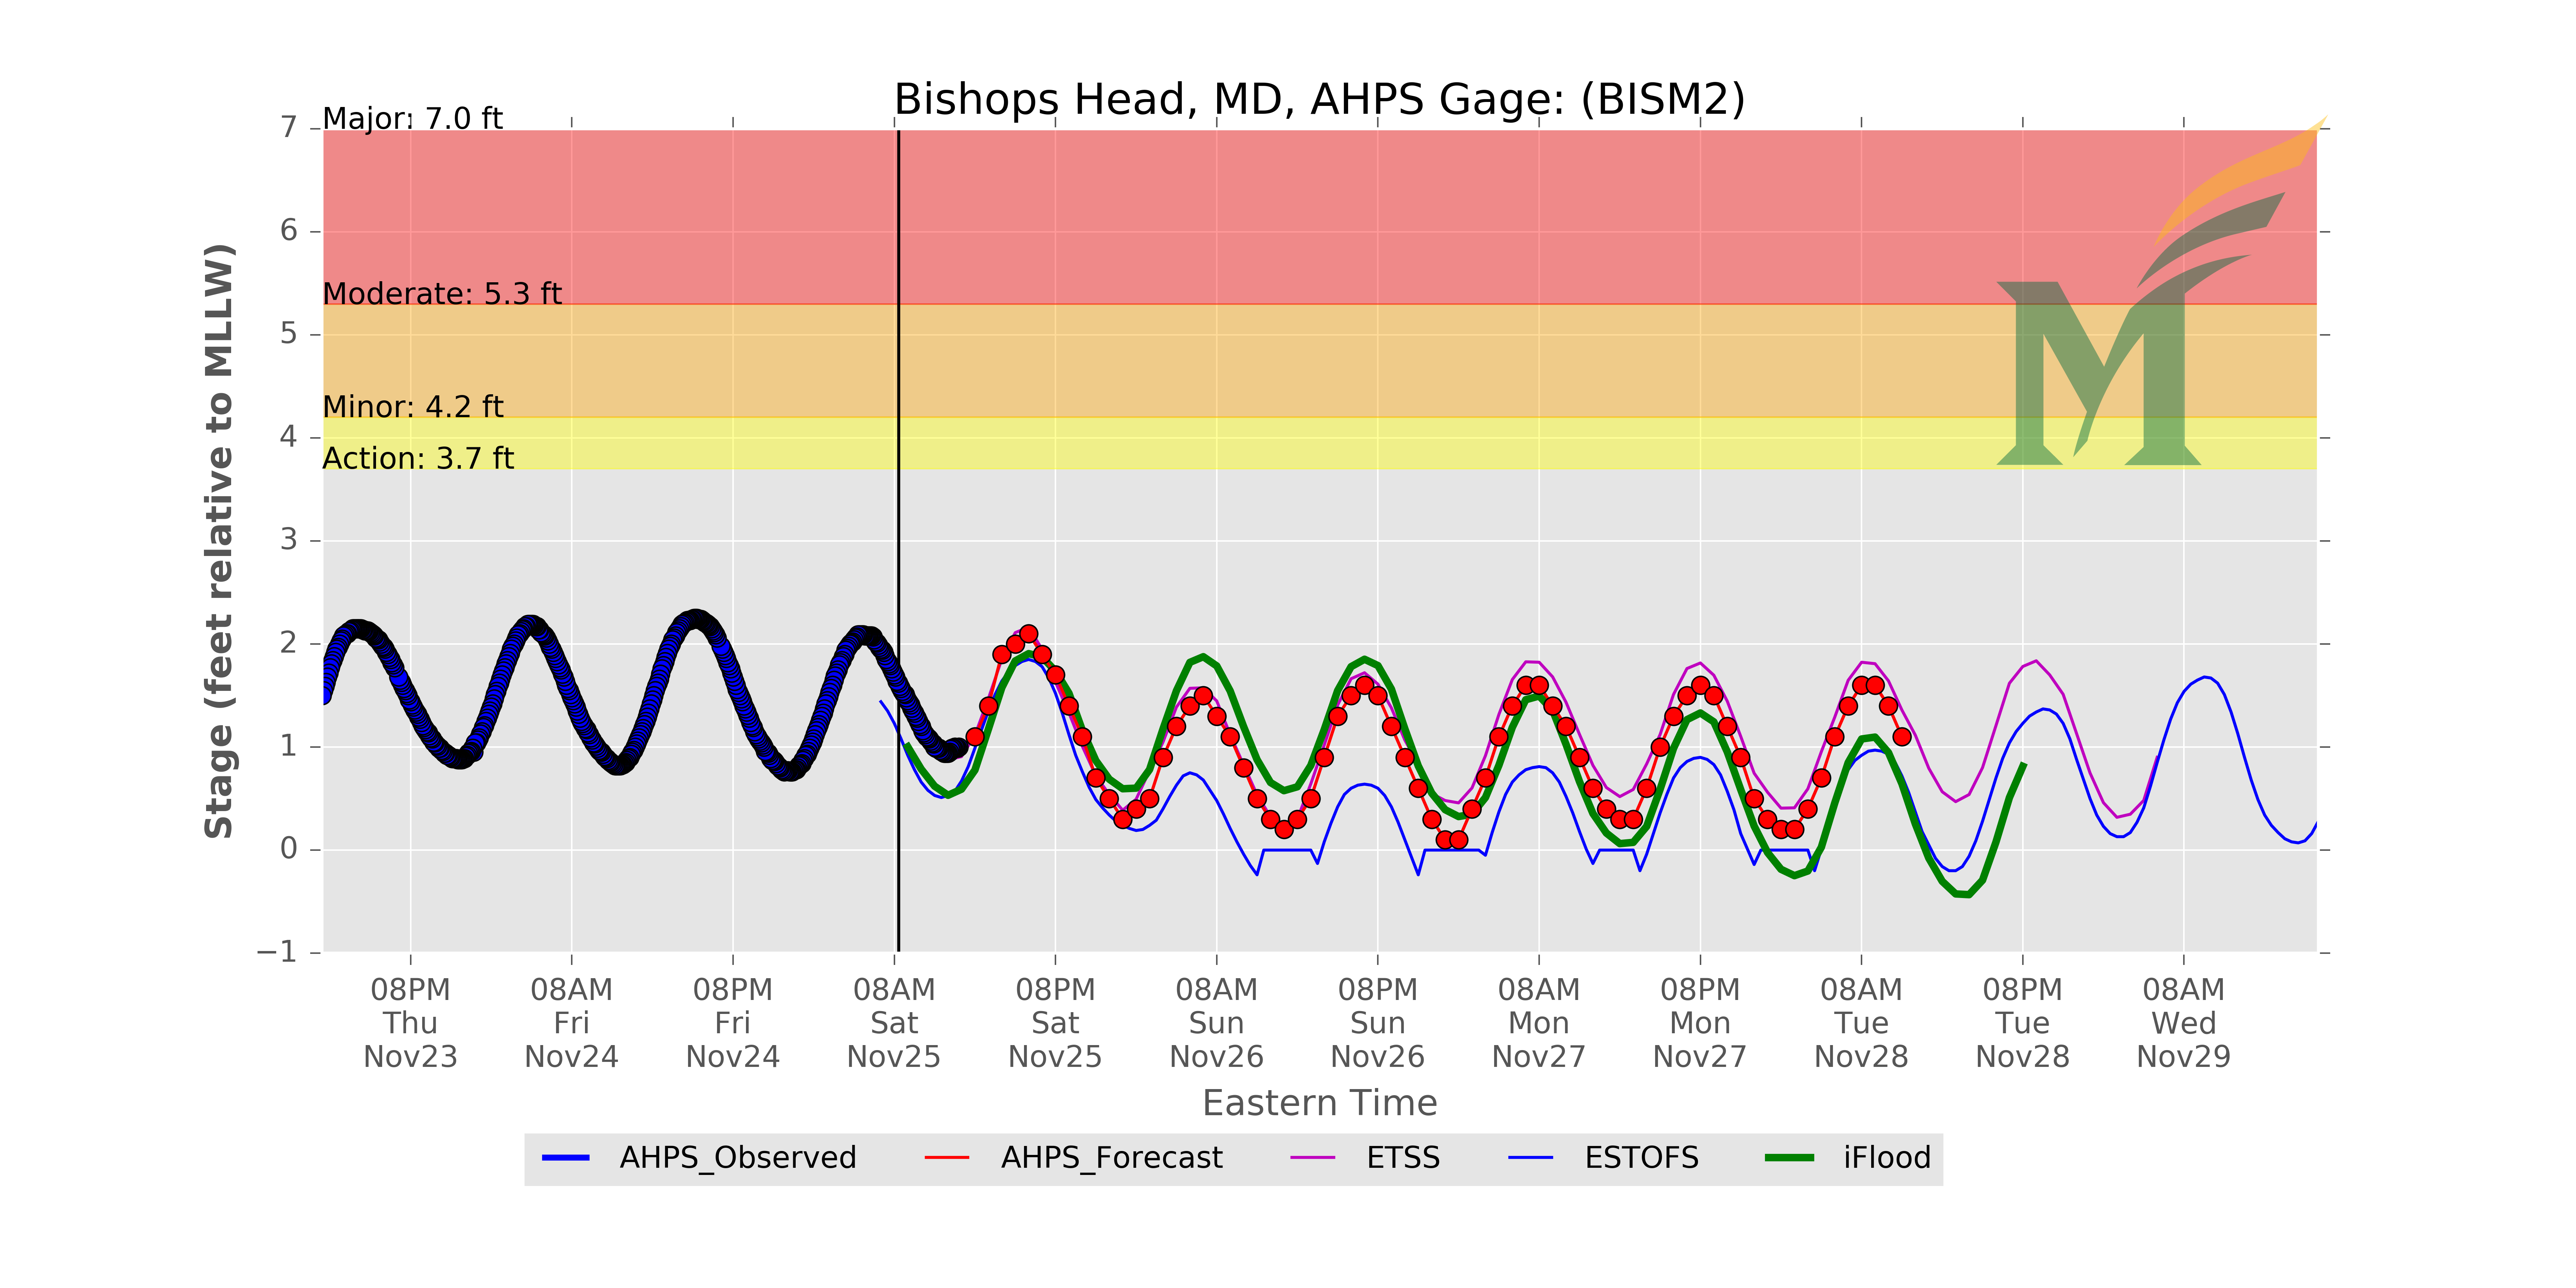 Bishops Head, MD, AHPS Gage: (BISM2)
Major: 7.0 ft
Moderate: 5.3 ft
Minor: 4.2 ft
Action: 3.7 ft
Stage (feet relative to MLLW)
7
6
5
4
3
2
1
0
−1
08PM Thu Nov23
08AM Fri Nov24
08PM Fri Nov24
08AM Sat Nov25
08PM Sat Nov25
08AM Sun Nov26
08PM Sun Nov26
08AM Mon Nov27
08PM Mon Nov27
08AM Tue Nov28
08PM Tue Nov28
08AM Wed Nov29
Eastern Time
AHPS_Observed AHPS_Forecast ETSS ESTOFS iFlood